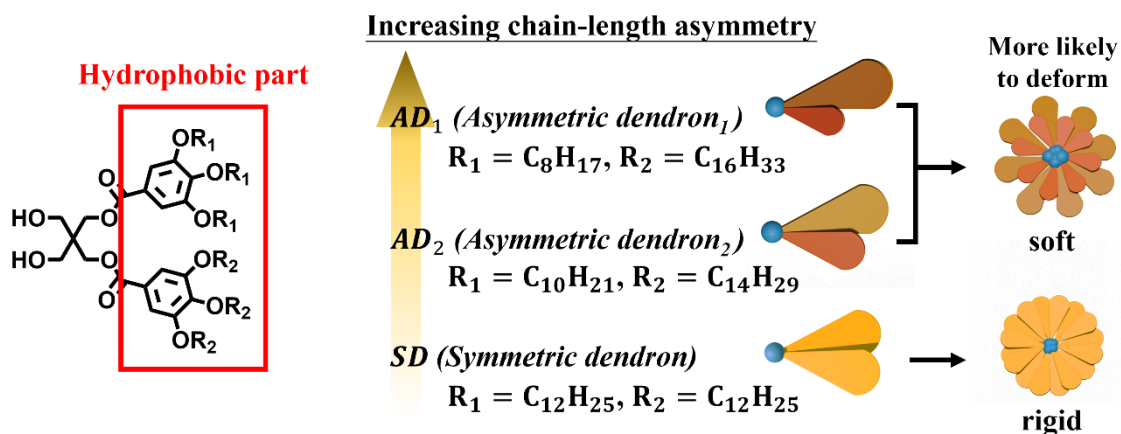 Increasing chain-length asymmetry
Hydrophobic part
OR₁
OR₁
OR₁
O
O
HO
HO
O
O
OR₂
OR₂
OR₂
AD₁ (Asymmetric dendron₁)
R₁ = C₈H₁₇, R₂ = C₁₆H₃₃
AD₂ (Asymmetric dendron₂)
R₁ = C₁₀H₂₁, R₂ = C₁₄H₂₉
SD (Symmetric dendron)
R₁ = C₁₂H₂₅, R₂ = C₁₂H₂₅
More likely
to deform
soft
rigid